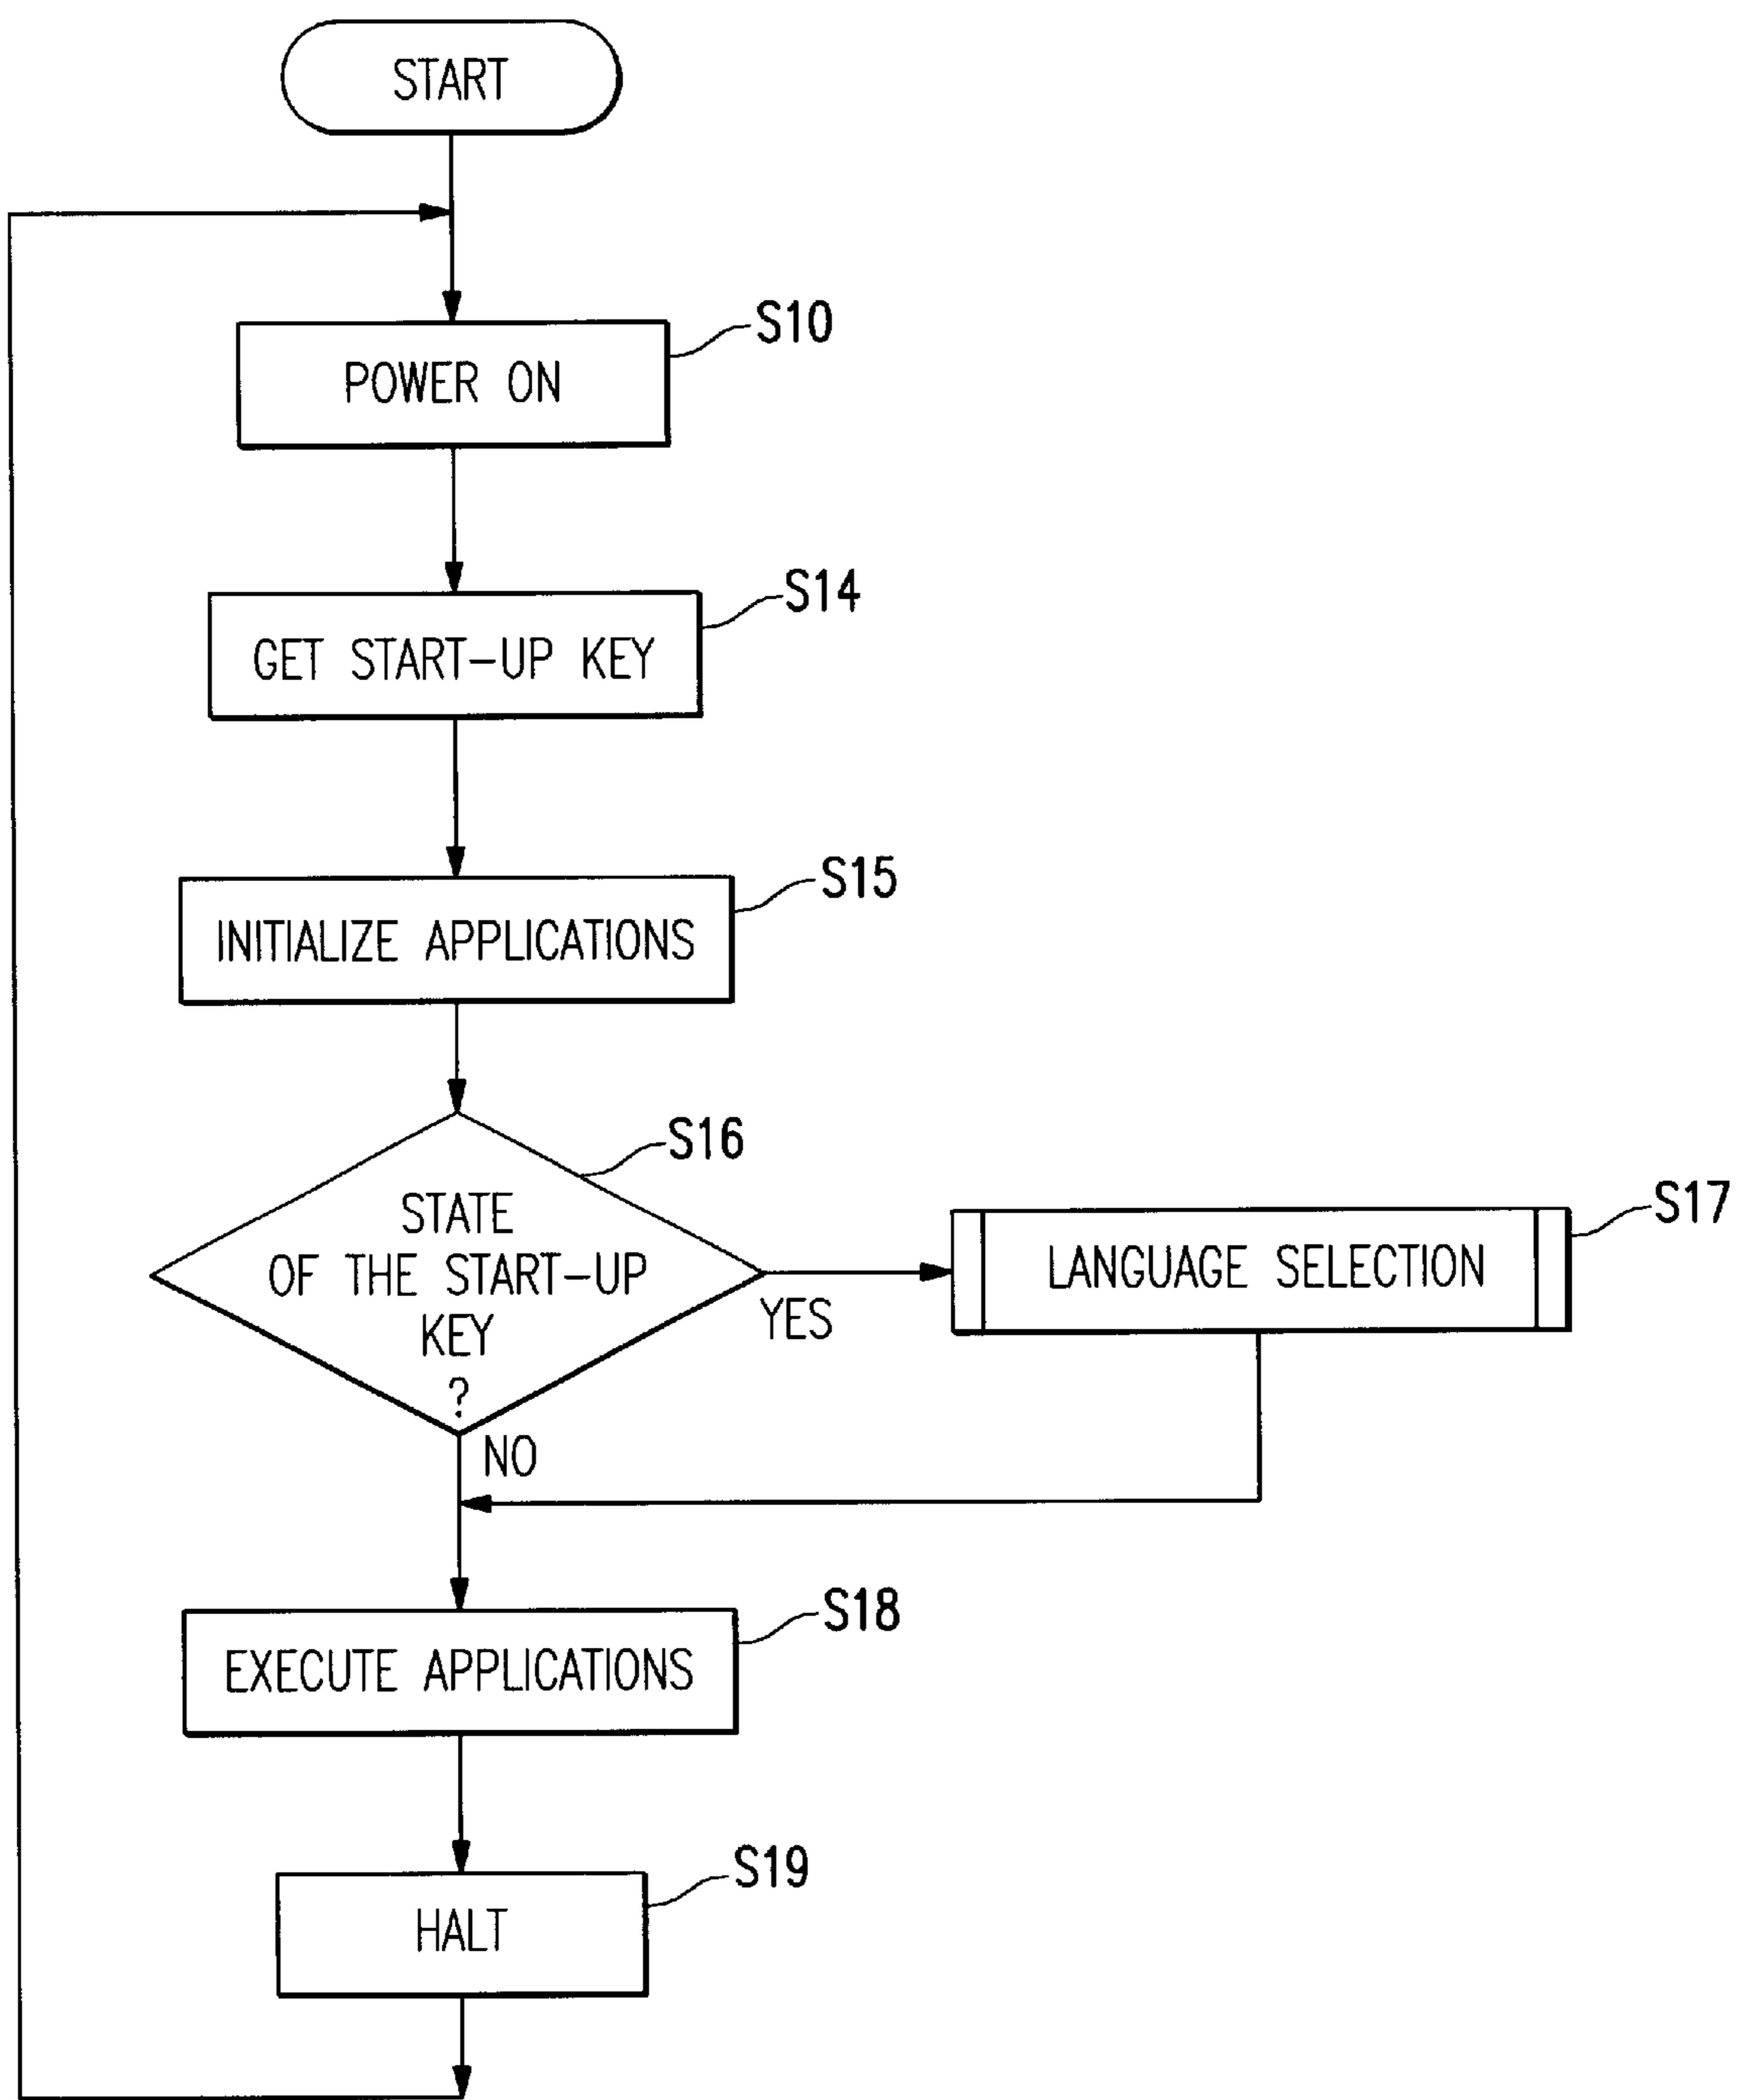 START
S10
POWER ON
S14
GET START-UP KEY
S15
INITIALIZE APPLICATIONS
S16
STATE
OF THE START-UP
KEY
?
YES
S17
LANGUAGE SELECTION
NO
S18
EXECUTE APPLICATIONS
S19
HALT